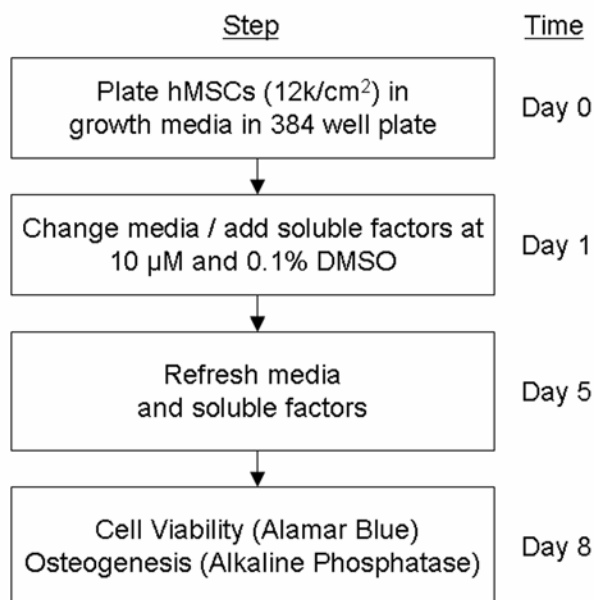 Step Time
Plate hMSCs (12k/cm²) in
growth media in 384 well plate
Day 0
Change media / add soluble factors at
10 µM and 0.1% DMSO
Day 1
Refresh media
and soluble factors
Day 5
Cell Viability (Alamar Blue)
Osteogenesis (Alkaline Phosphatase)
Day 8